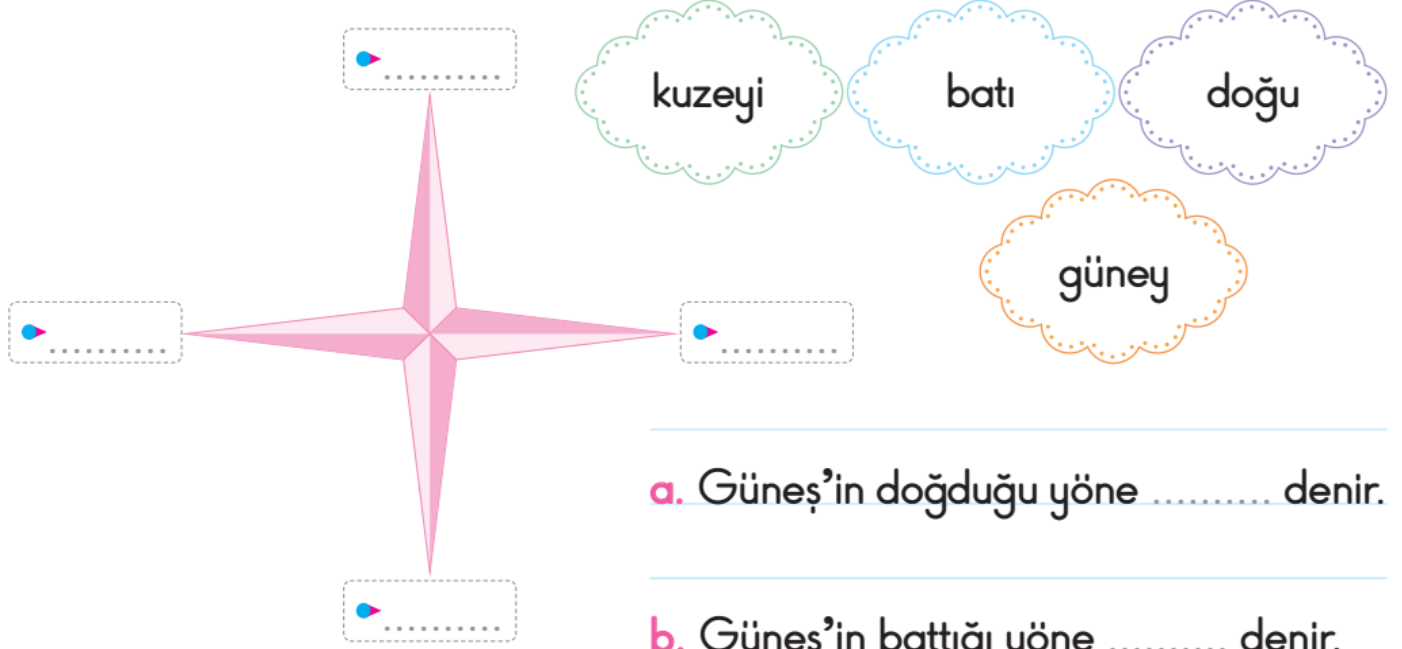 ..........
kuzeyi
batı
doğu
güney
..........
..........
a. Güneş’in doğduğu yöne .......... denir.
..........
b. Güneş’in battığı yöne .......... denir.